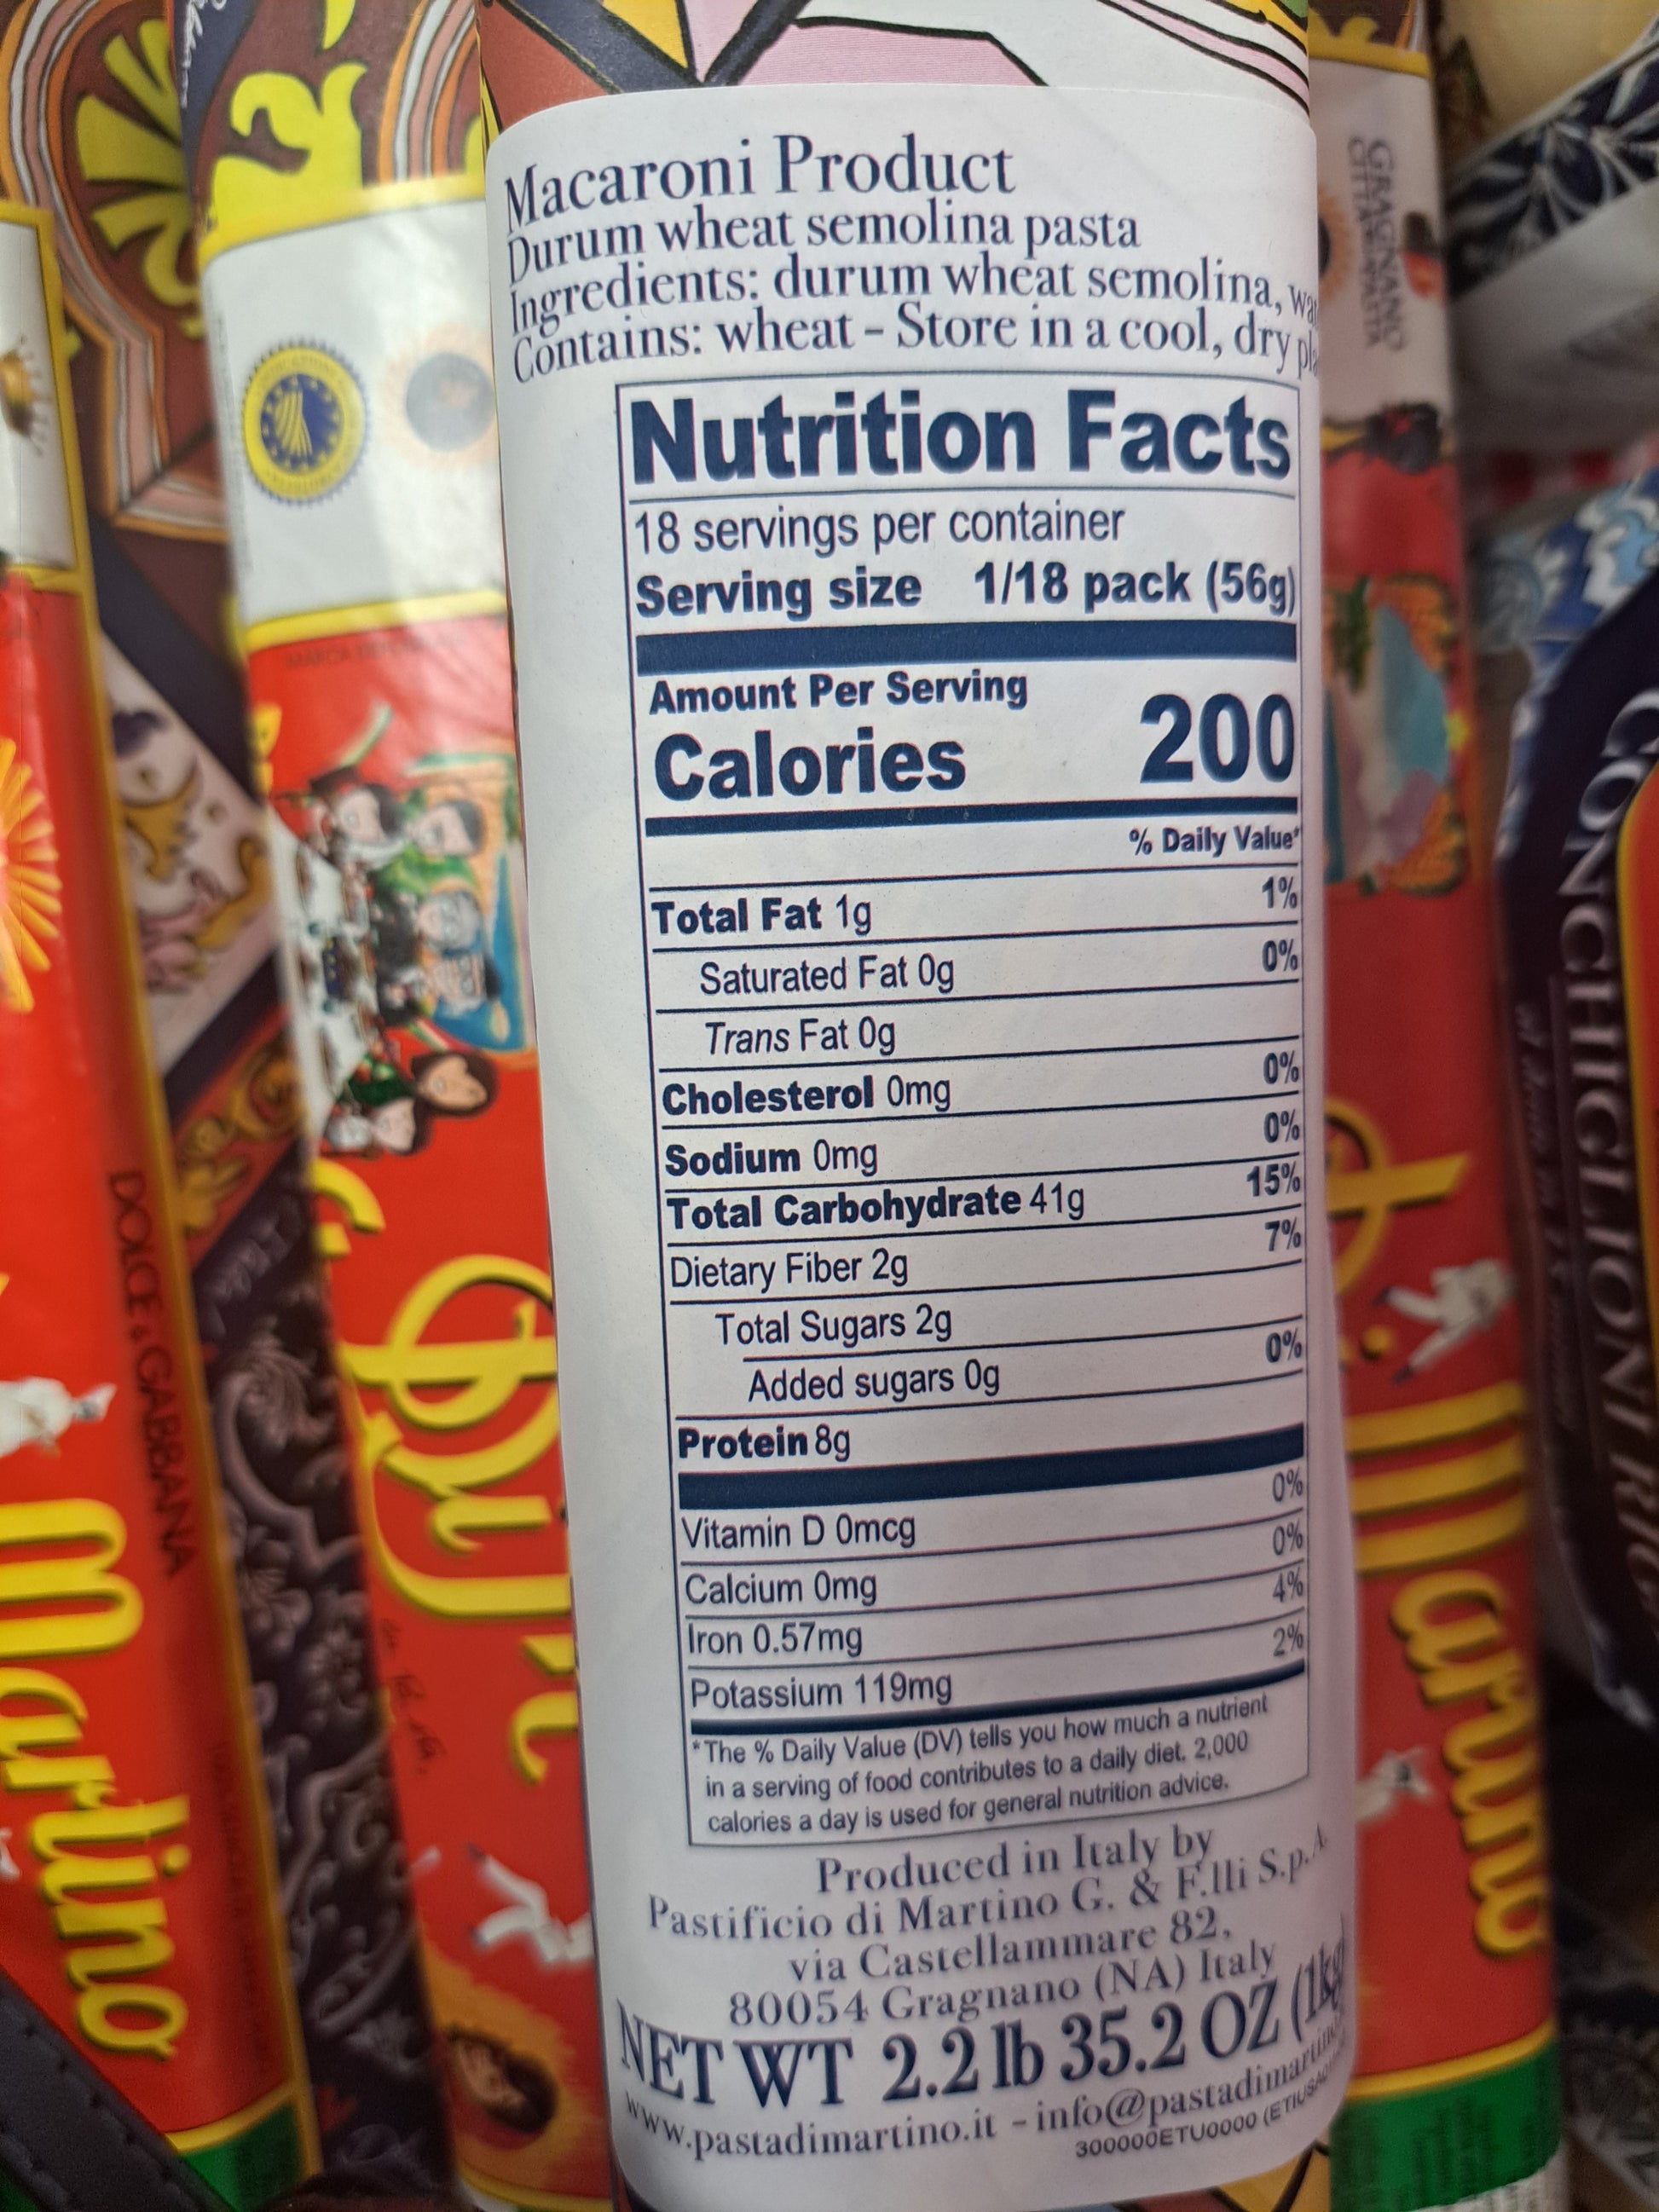 Macaroni Product
Durum wheat semolina pasta
Ingredients: durum wheat semolina,
Contains: wheat - Store in a cool, dry
Nutrition Facts
18 servings per container
Serving size 1/18 pack (56g)
Amount Per Serving
Calories 200
% Daily Value*
Total Fat 1g 1%
Saturated Fat 0g 0%
Trans Fat 0g
Cholesterol 0mg 0%
Sodium 0mg 0%
Total Carbohydrate 41g 15%
Dietary Fiber 2g 7%
Total Sugars 2g
Added sugars 0g 0%
Protein 8g
Vitamin D 0mcg 0%
Calcium 0mg 0%
Iron 0.57mg 4%
Potassium 119mg 2%
*The % Daily Value (DV) tells you how much a nutrient
in a serving of food contributes to a daily diet. 2,000
calories a day is used for general nutrition advice.
Produced in Italy by
Pastificio di Martino G. & F.lli S.p.A
via Castellammare 82,
80054 Gragnano (NA) Italy
NET WT 2.2 lb 35.2 OZ (1kg
www.pastadimartino.it - info@pastadimartino
300000ETU0000
DOLCE & GABBANA
Martino
GRAGNANO
CITTÀ DELLA PASTA
Martino
CONCHIGLIONI